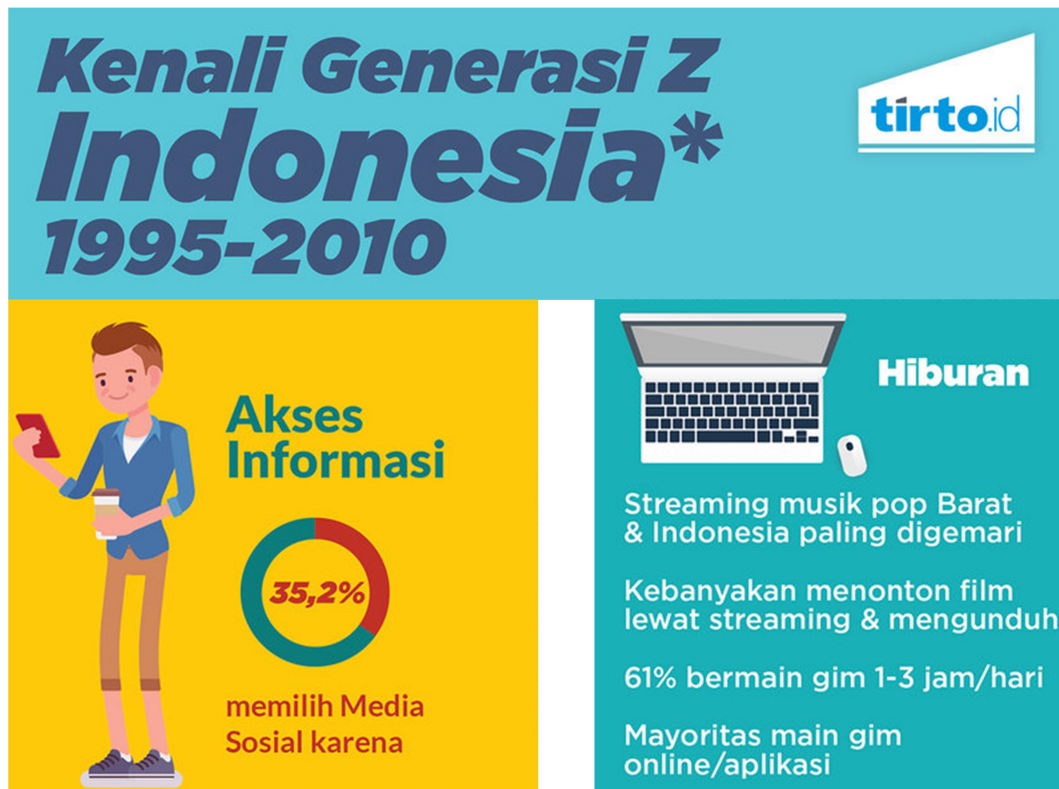 Kenali Generasi Z
Indonesia*
1995-2010
tirto.id
Akses
Informasi
35,2%
memilih Media
Sosial karena
Hiburan
Streaming musik pop Barat
& Indonesia paling digemari
Kebanyakan menonton film
lewat streaming & mengunduh
61% bermain gim 1-3 jam/hari
Mayoritas main gim
online/aplikasi